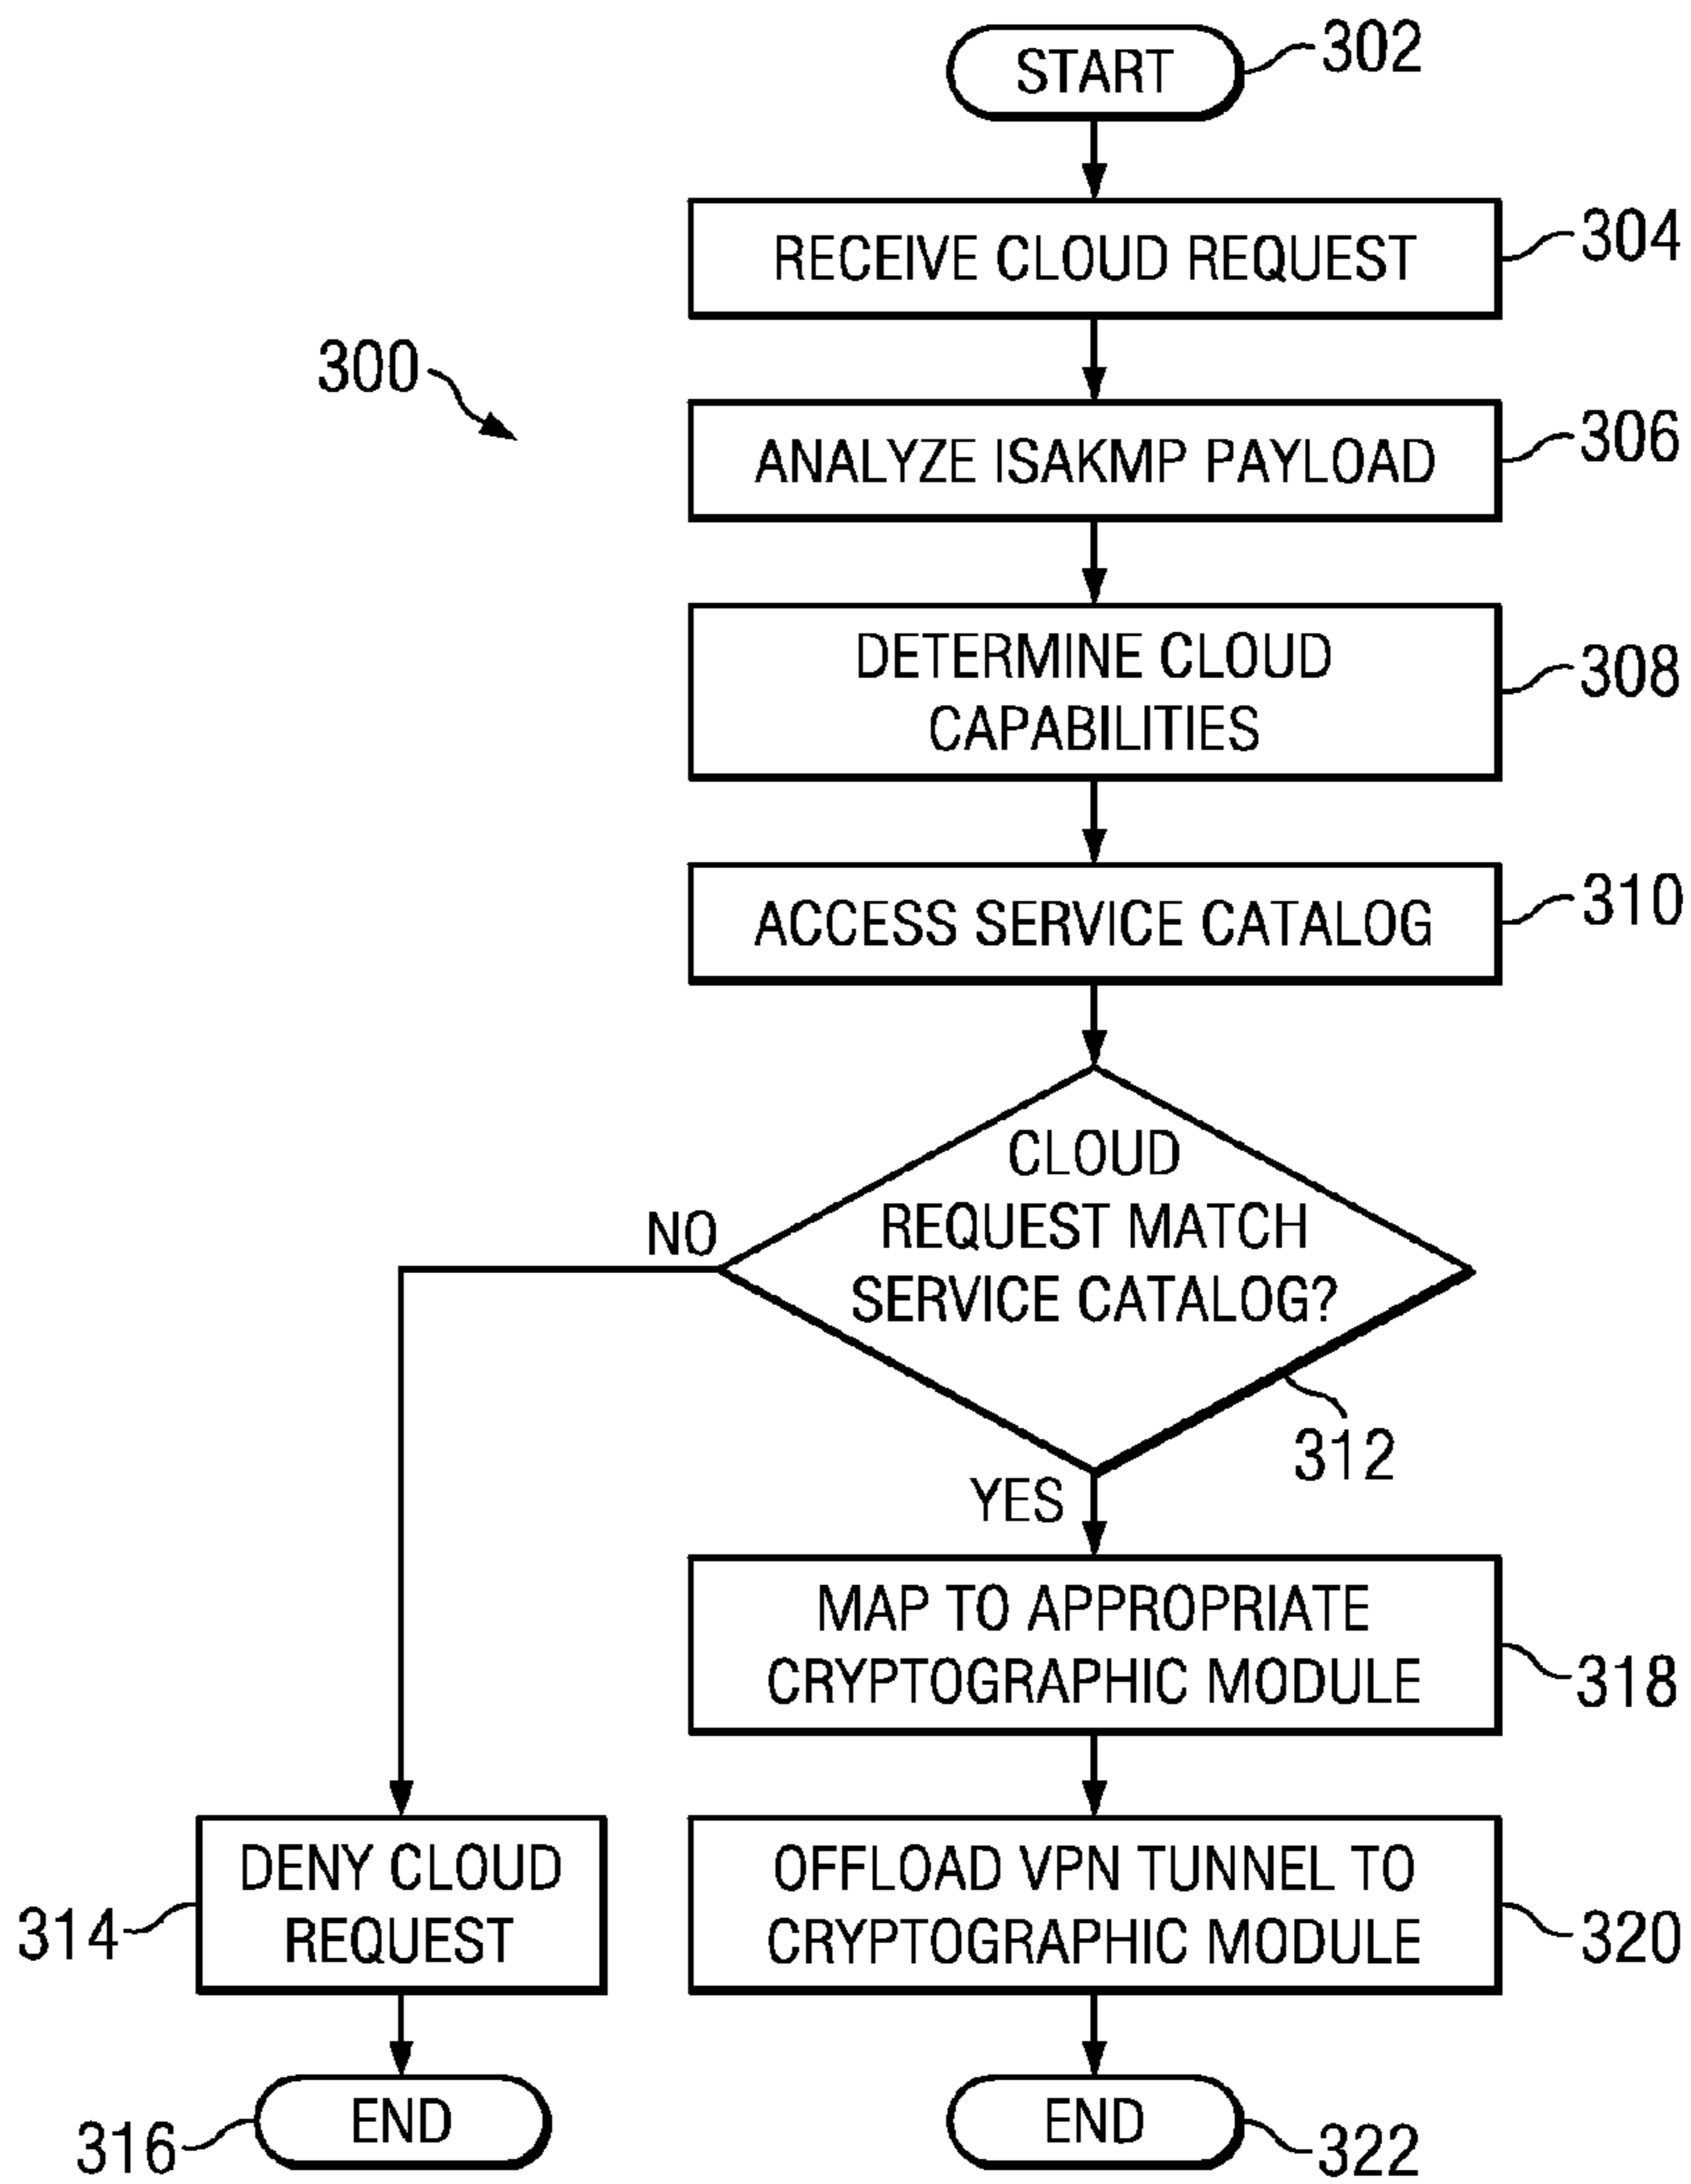 START
302
RECEIVE CLOUD REQUEST
304
300
ANALYZE ISAKMP PAYLOAD
306
DETERMINE CLOUD
CAPABILITIES
308
ACCESS SERVICE CATALOG
310
CLOUD
REQUEST MATCH
SERVICE CATALOG?
NO
312
YES
MAP TO APPROPRIATE
CRYPTOGRAPHIC MODULE
318
DENY CLOUD
REQUEST
314
OFFLOAD VPN TUNNEL TO
CRYPTOGRAPHIC MODULE
320
END
316
END
322